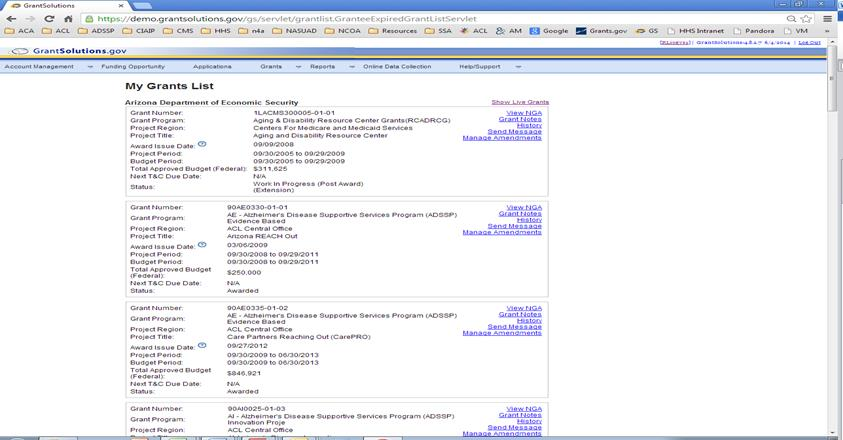 GrantSolutions
https://demo.grantsolutions.gov/gs/servlet/grantlist.GranteeExpiredGrantListServlet
ACA ACL ADSSP CIAIP CMS HHS n4a NASUAD NCOA Resources SSA ACL AM Google Grants.gov GS HHS Intranet Pandora VM
GrantSolutions.gov
Log Out
Account Management Funding Opportunity Applications Grants Reports Online Data Collection Help/Support
My Grants List
Arizona Department of Economic Security Show Live Grants
Grant Number: 1LACMS300005-01-01 View NGA
Grant Program: Aging & Disability Resource Center Grants(RCADRCG) Grant Notes
Project Region: Centers For Medicare and Medicaid Services History
Project Title: Aging and Disability Resource Center Send Message
Manage Amendments
Award Issue Date: 09/09/2008
Project Period: 09/30/2005 to 09/29/2009
Budget Period: 09/30/2005 to 09/29/2009
Total Approved Budget (Federal): $311,625
Next T&C Due Date: N/A
Status: Work In Progress (Post Award)
(Extension)
Grant Number: 90AE0330-01-01 View NGA
Grant Program: AE - Alzheimer's Disease Supportive Services Program (ADSSP) Grant Notes
Evidence Based History
Project Region: ACL Central Office Send Message
Project Title: Arizona REACH Out Manage Amendments
Award Issue Date: 03/06/2009
Project Period: 09/30/2008 to 09/29/2011
Budget Period: 09/30/2008 to 09/29/2011
Total Approved Budget
(Federal): $250,000
Next T&C Due Date: N/A
Status: Awarded
Grant Number: 90AE0335-01-02 View NGA
Grant Program: AE - Alzheimer's Disease Supportive Services Program (ADSSP) Grant Notes
Evidence Based History
Project Region: ACL Central Office Send Message
Project Title: Care Partners Reaching Out (CarePRO) Manage Amendments
Award Issue Date: 09/27/2012
Project Period: 09/30/2009 to 06/30/2013
Budget Period: 09/30/2009 to 06/30/2013
Total Approved Budget
(Federal): $846,921
Next T&C Due Date: N/A
Status: Awarded
Grant Number: 90AI0025-01-03 View NGA
Grant Program: AI - Alzheimer's Disease Supportive Services Program (ADSSP) Grant Notes
Innovation Proje History
Project Region: ACL Central Office Send Message
Manage Amendments